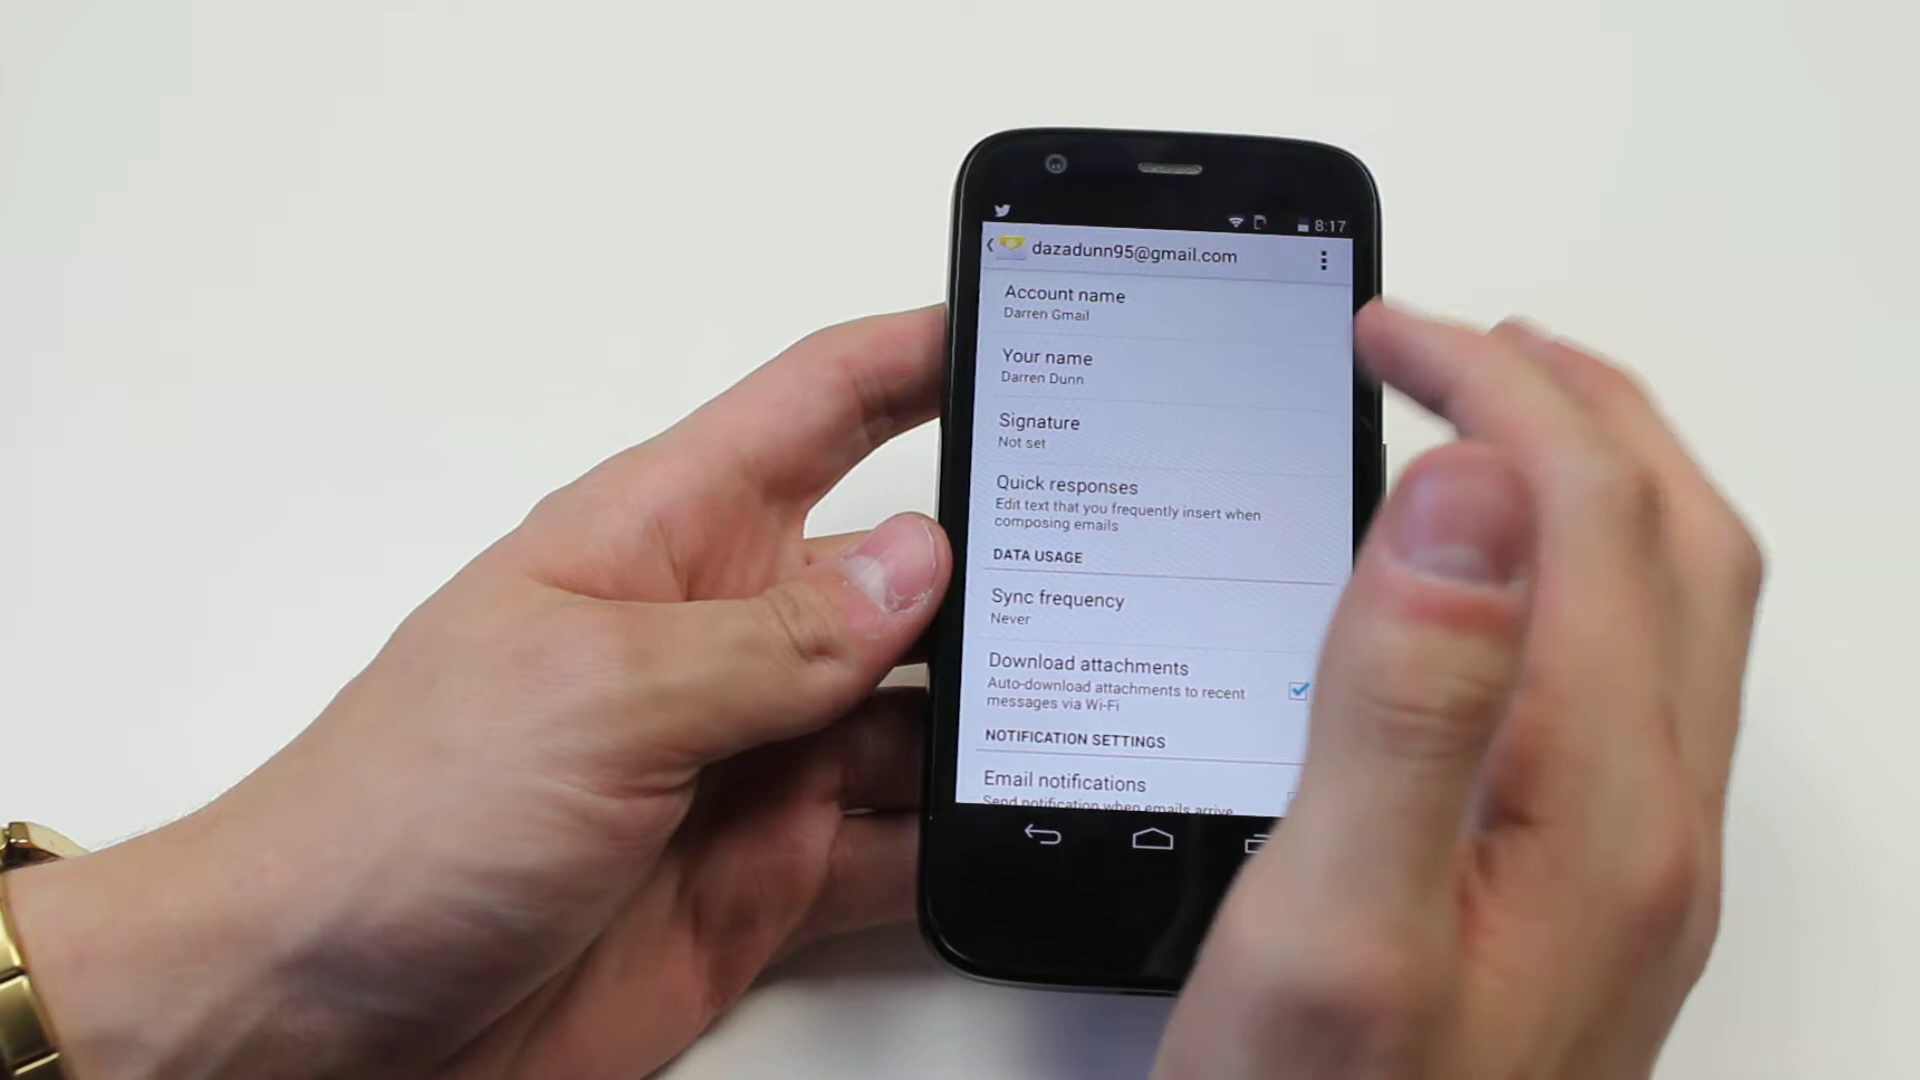 8:17
dazadunn95@gmail.com
Account name
Darren Gmail
Your name
Darren Dunn
Signature
Not set
Quick responses
Edit text that you frequently insert when
composing emails
DATA USAGE
Sync frequency
Never
Download attachments
Auto-download attachments to recent
messages via Wi-Fi
NOTIFICATION SETTINGS
Email notifications
Send notification when emails arrive